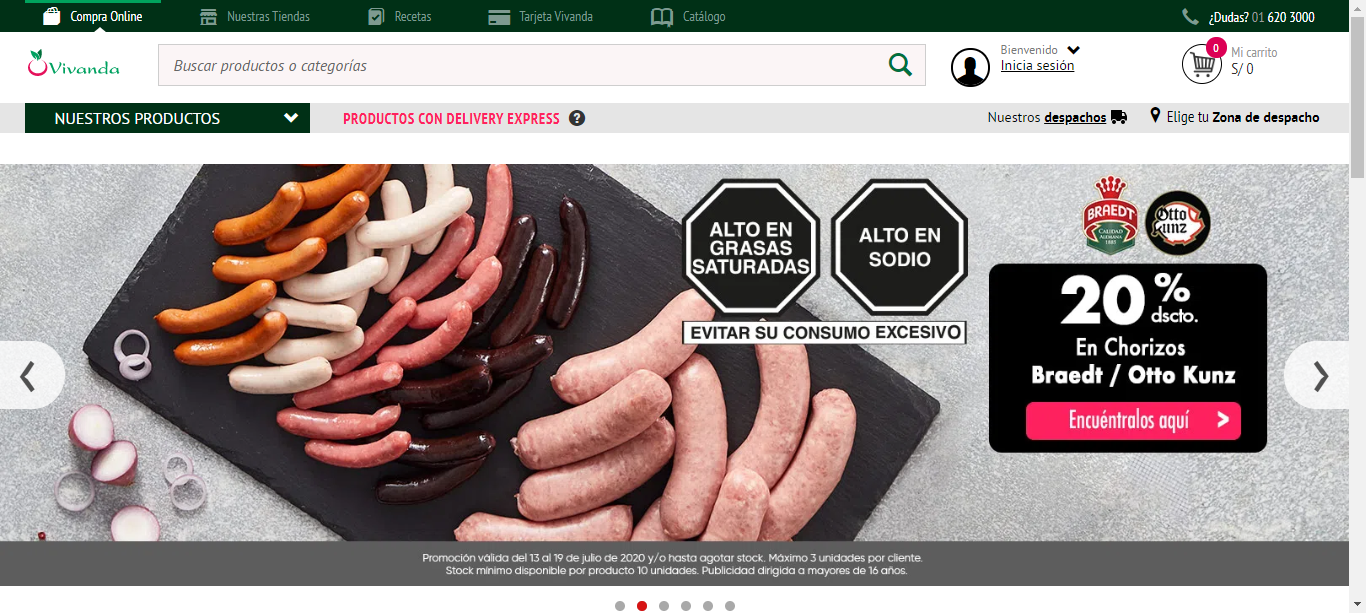 Compra Online
Nuestras Tiendas
Recetas
Tarjeta Vivanda
Catálogo
¿Dudas? 01 620 3000
Vivanda
Buscar productos o categorías
Bienvenido
Inicia sesión
0
Mi carrito
S/ 0
NUESTROS PRODUCTOS
PRODUCTOS CON DELIVERY EXPRESS ?
Nuestros despachos
Elige tu Zona de despacho
ALTO EN
GRASAS
SATURADAS
ALTO EN
SODIO
EVITAR SU CONSUMO EXCESIVO
BRAEDT
CALIDAD
ALEMANA
Otto
Kunz
20% dscto.
En Chorizos
Braedt / Otto Kunz
Encuéntralos aquí >
Promoción válida del 13 al 19 de julio de 2020 y/o hasta agotar stock. Máximo 3 unidades por cliente.
Stock mínimo disponible por producto 10 unidades. Publicidad dirigida a mayores de 16 años.